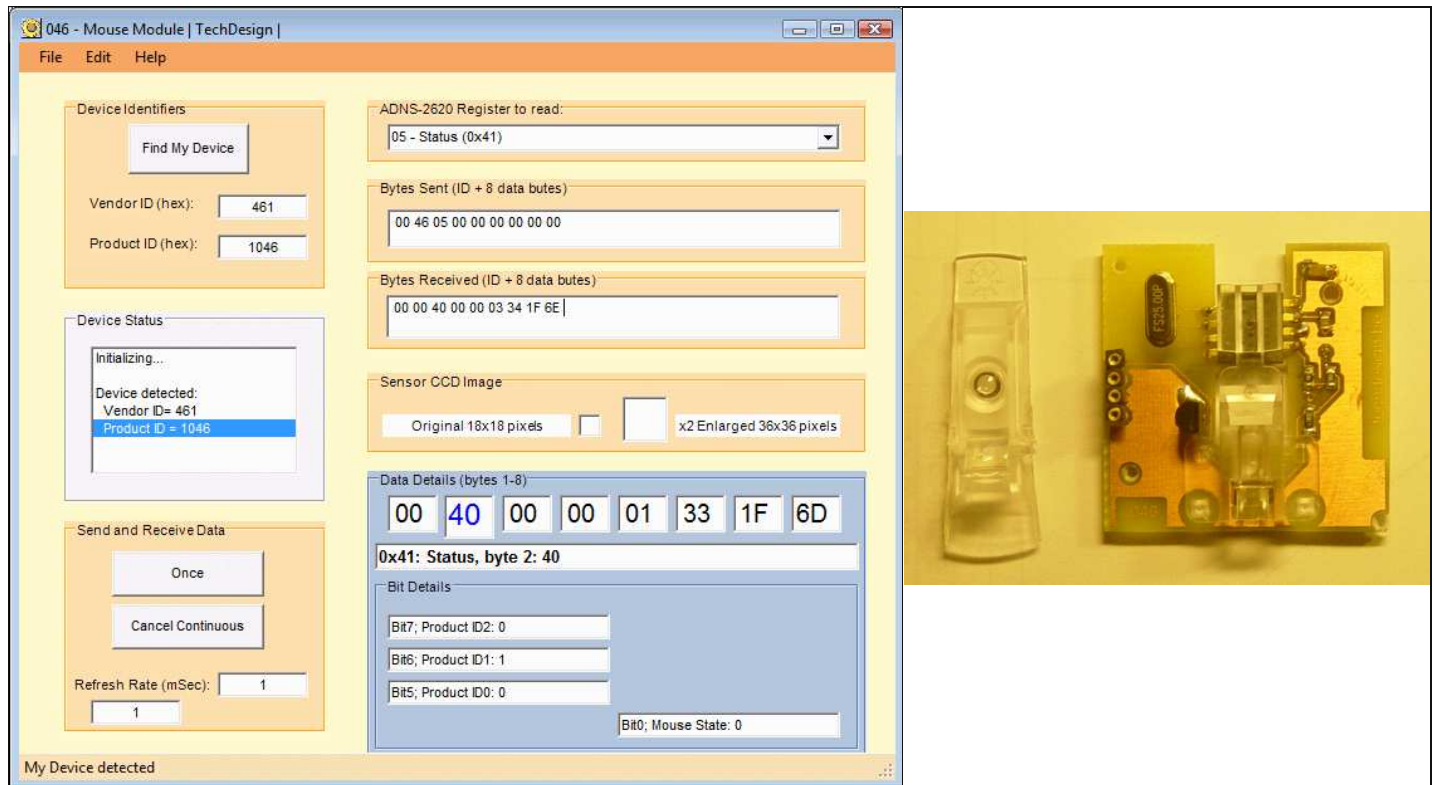 046 - Mouse Module | TechDesign |
File Edit Help
Device Identifiers
Find My Device
Vendor ID (hex): 461
Product ID (hex): 1046
Device Status
Initializing...
Device detected:
Vendor ID= 461
Product ID = 1046
Send and Receive Data
Once
Cancel Continuous
Refresh Rate (mSec): 1
1
ADNS-2620 Register to read:
05 - Status (0x41)
Bytes Sent (ID + 8 data butes)
00 46 05 00 00 00 00 00 00
Bytes Received (ID + 8 data butes)
00 00 40 00 00 03 34 1F 6E
Sensor CCD Image
Original 18x18 pixels x2 Enlarged 36x36 pixels
Data Details (bytes 1-8)
00 40 00 00 01 33 1F 6D
0x41: Status, byte 2: 40
Bit Details
Bit7; Product ID2: 0
Bit6; Product ID1: 1
Bit5; Product ID0: 0
Bit0; Mouse State: 0
My Device detected
FS25.00P